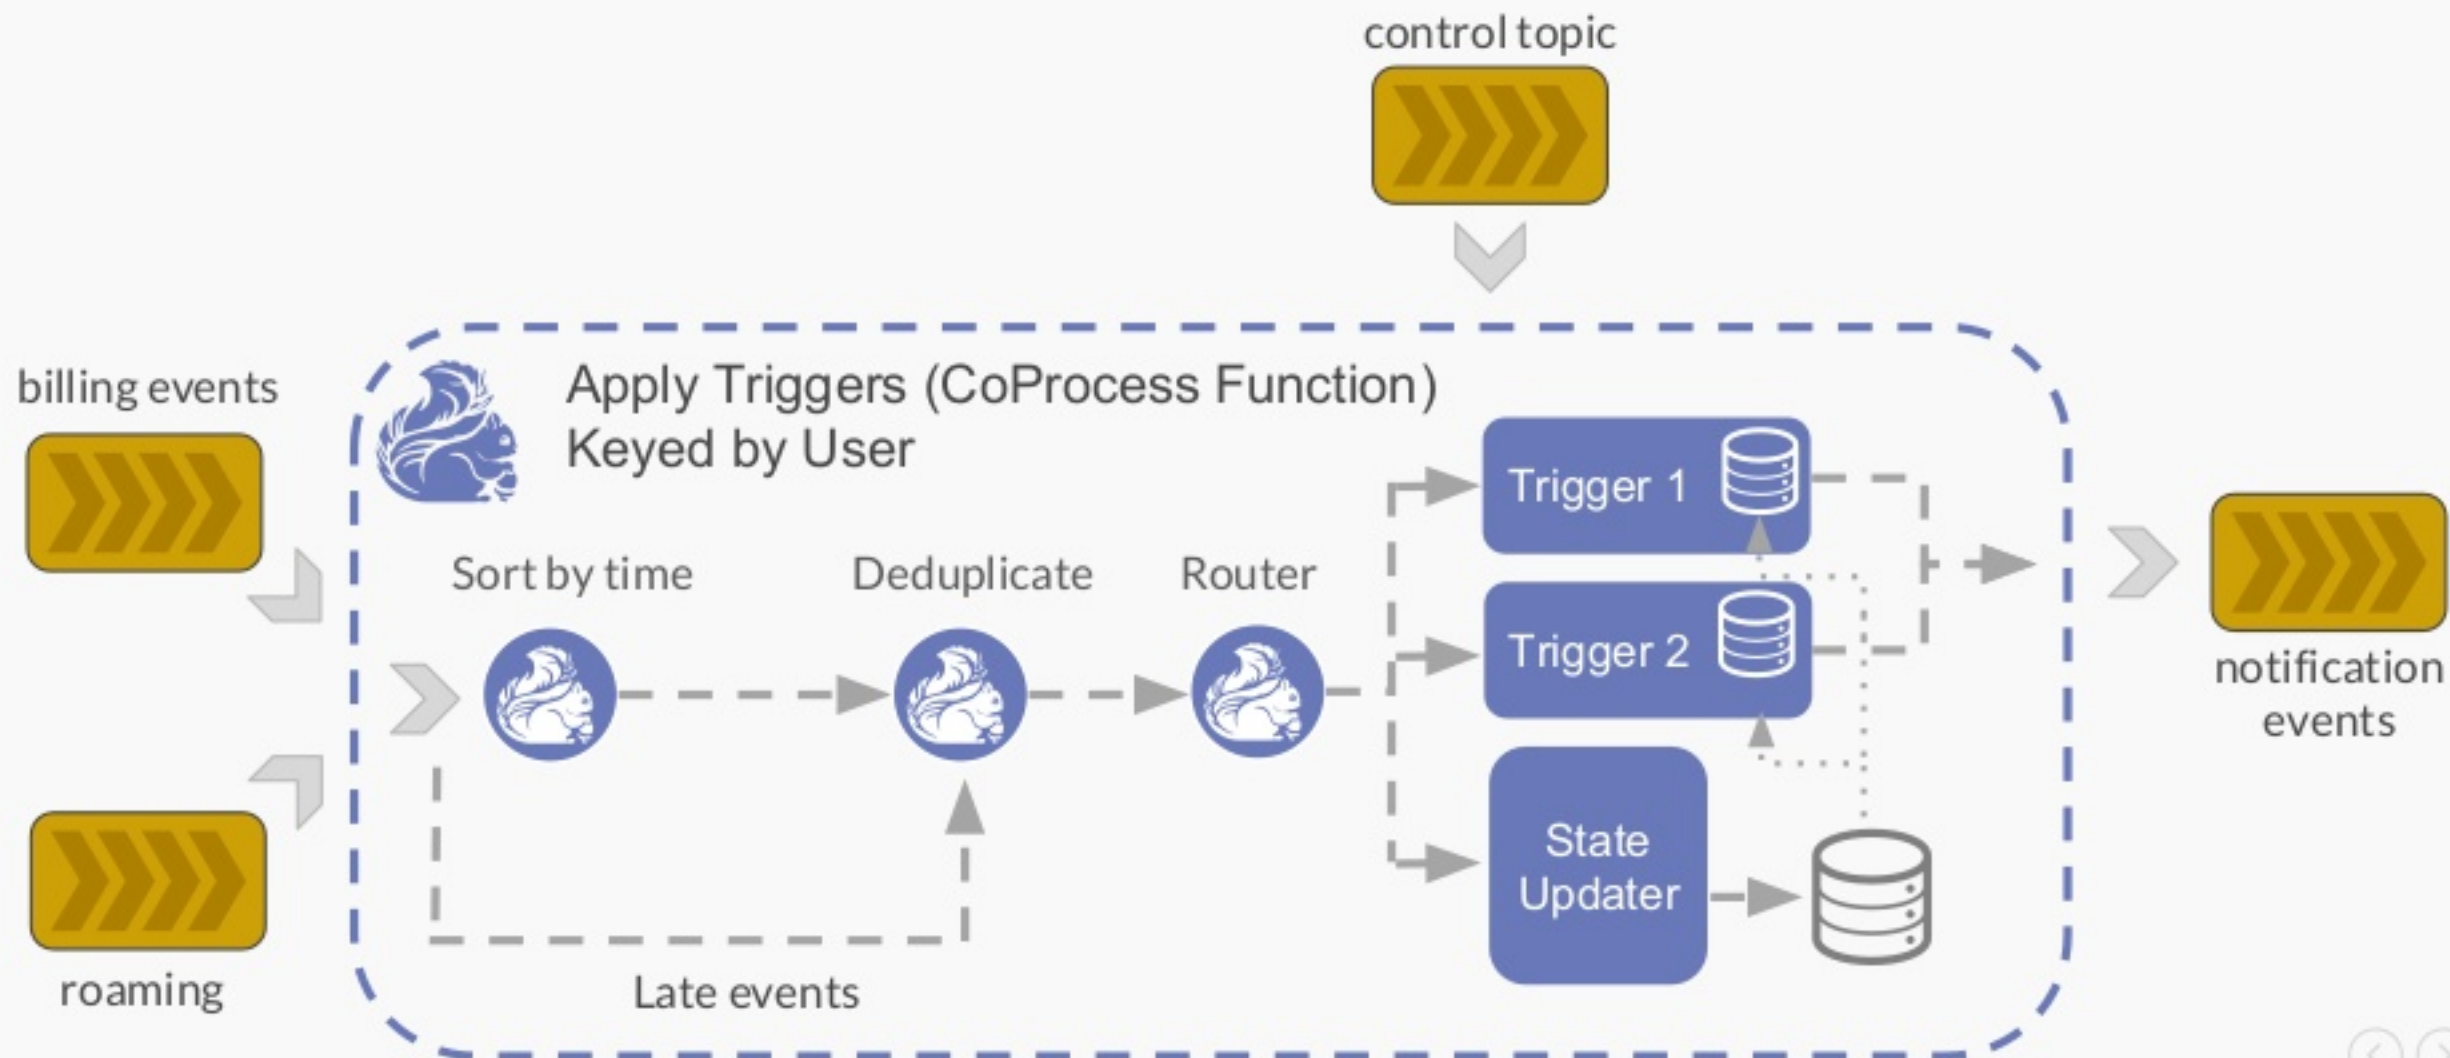 control topic
billing events
Apply Triggers (CoProcess Function)
Keyed by User
Sort by time
Deduplicate
Router
Trigger 1
Trigger 2
State
Updater
notification
events
roaming
Late events